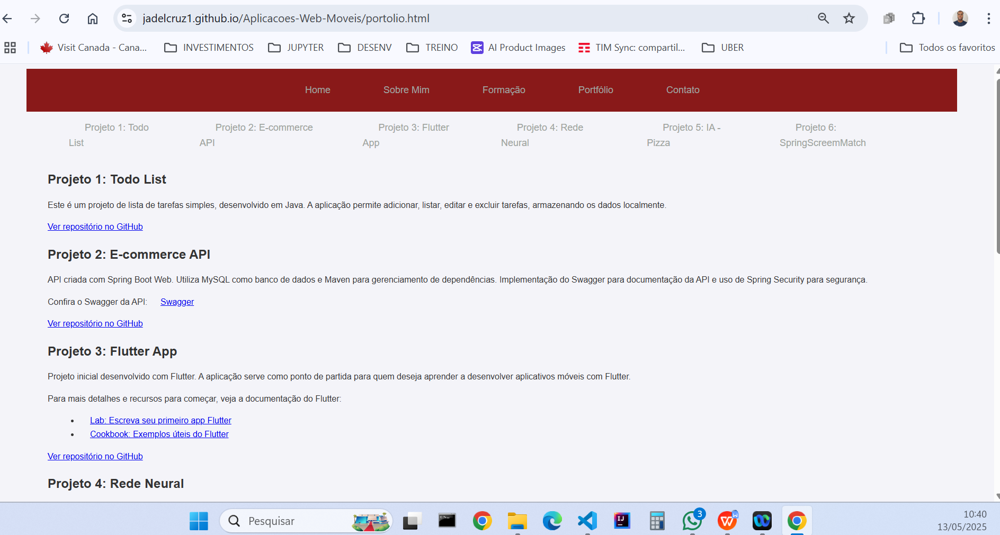 jadelcruz1.github.io/Aplicacoes-Web-Moveis/portolio.html
Visit Canada - Cana...
INVESTIMENTOS
JUPYTER
DESENV
TREINO
AI Product Images
TIM Sync: compartil...
UBER
Todos os favoritos
Home
Sobre Mim
Formação
Portfólio
Contato
Projeto 1: Todo
List
Projeto 2: E-commerce
API
Projeto 3: Flutter
App
Projeto 4: Rede
Neural
Projeto 5: IA -
Pizza
Projeto 6:
SpringScreemMatch
Projeto 1: Todo List
Este é um projeto de lista de tarefas simples, desenvolvido em Java. A aplicação permite adicionar, listar, editar e excluir tarefas, armazenando os dados localmente.
Ver repositório no GitHub
Projeto 2: E-commerce API
API criada com Spring Boot Web. Utiliza MySQL como banco de dados e Maven para gerenciamento de dependências. Implementação do Swagger para documentação da API e uso de Spring Security para segurança.
Confira o Swagger da API: Swagger
Ver repositório no GitHub
Projeto 3: Flutter App
Projeto inicial desenvolvido com Flutter. A aplicação serve como ponto de partida para quem deseja aprender a desenvolver aplicativos móveis com Flutter.
Para mais detalhes e recursos para começar, veja a documentação do Flutter:
• Lab: Escreva seu primeiro app Flutter
• Cookbook: Exemplos úteis do Flutter
Ver repositório no GitHub
Projeto 4: Rede Neural
Pesquisar
IJ
3
W
10:40
13/05/2025